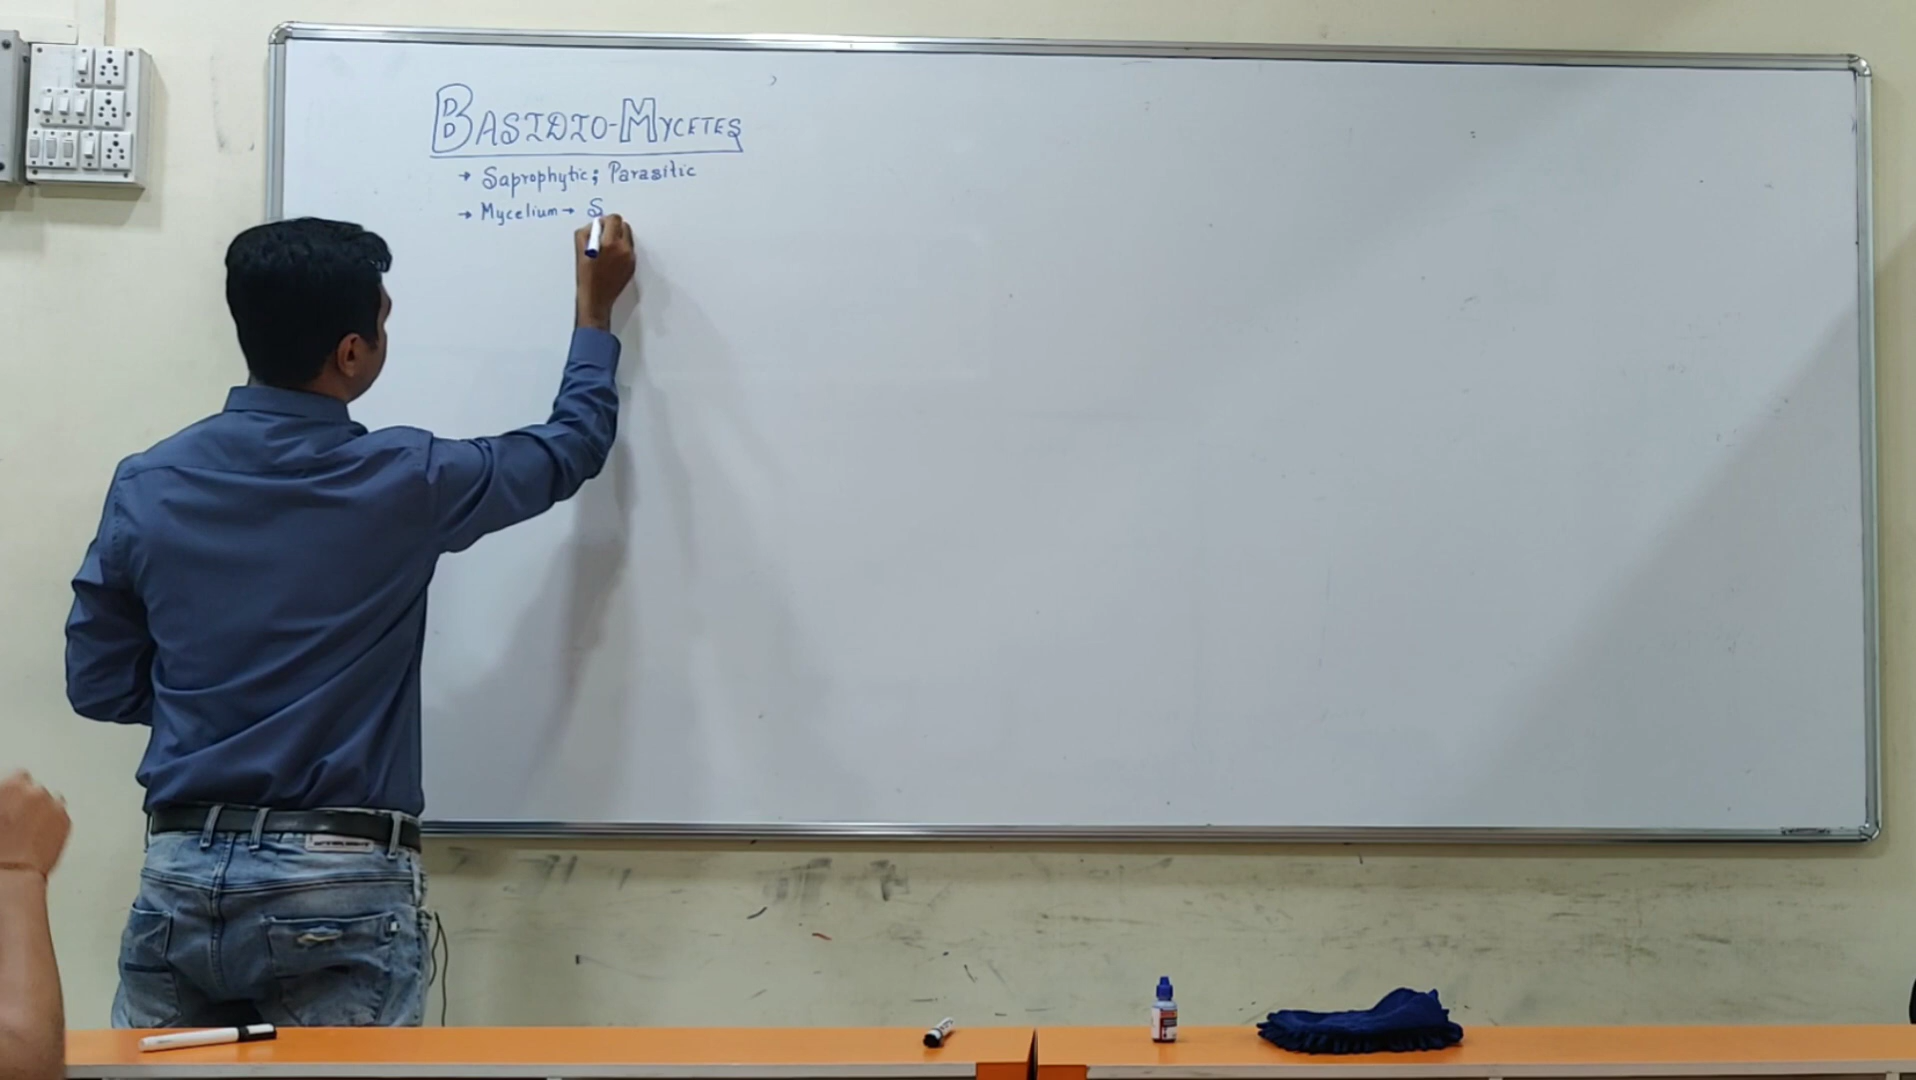 BASIDIO-MYCETES
→ Saprophytic; Parasitic
→ Mycelium → S